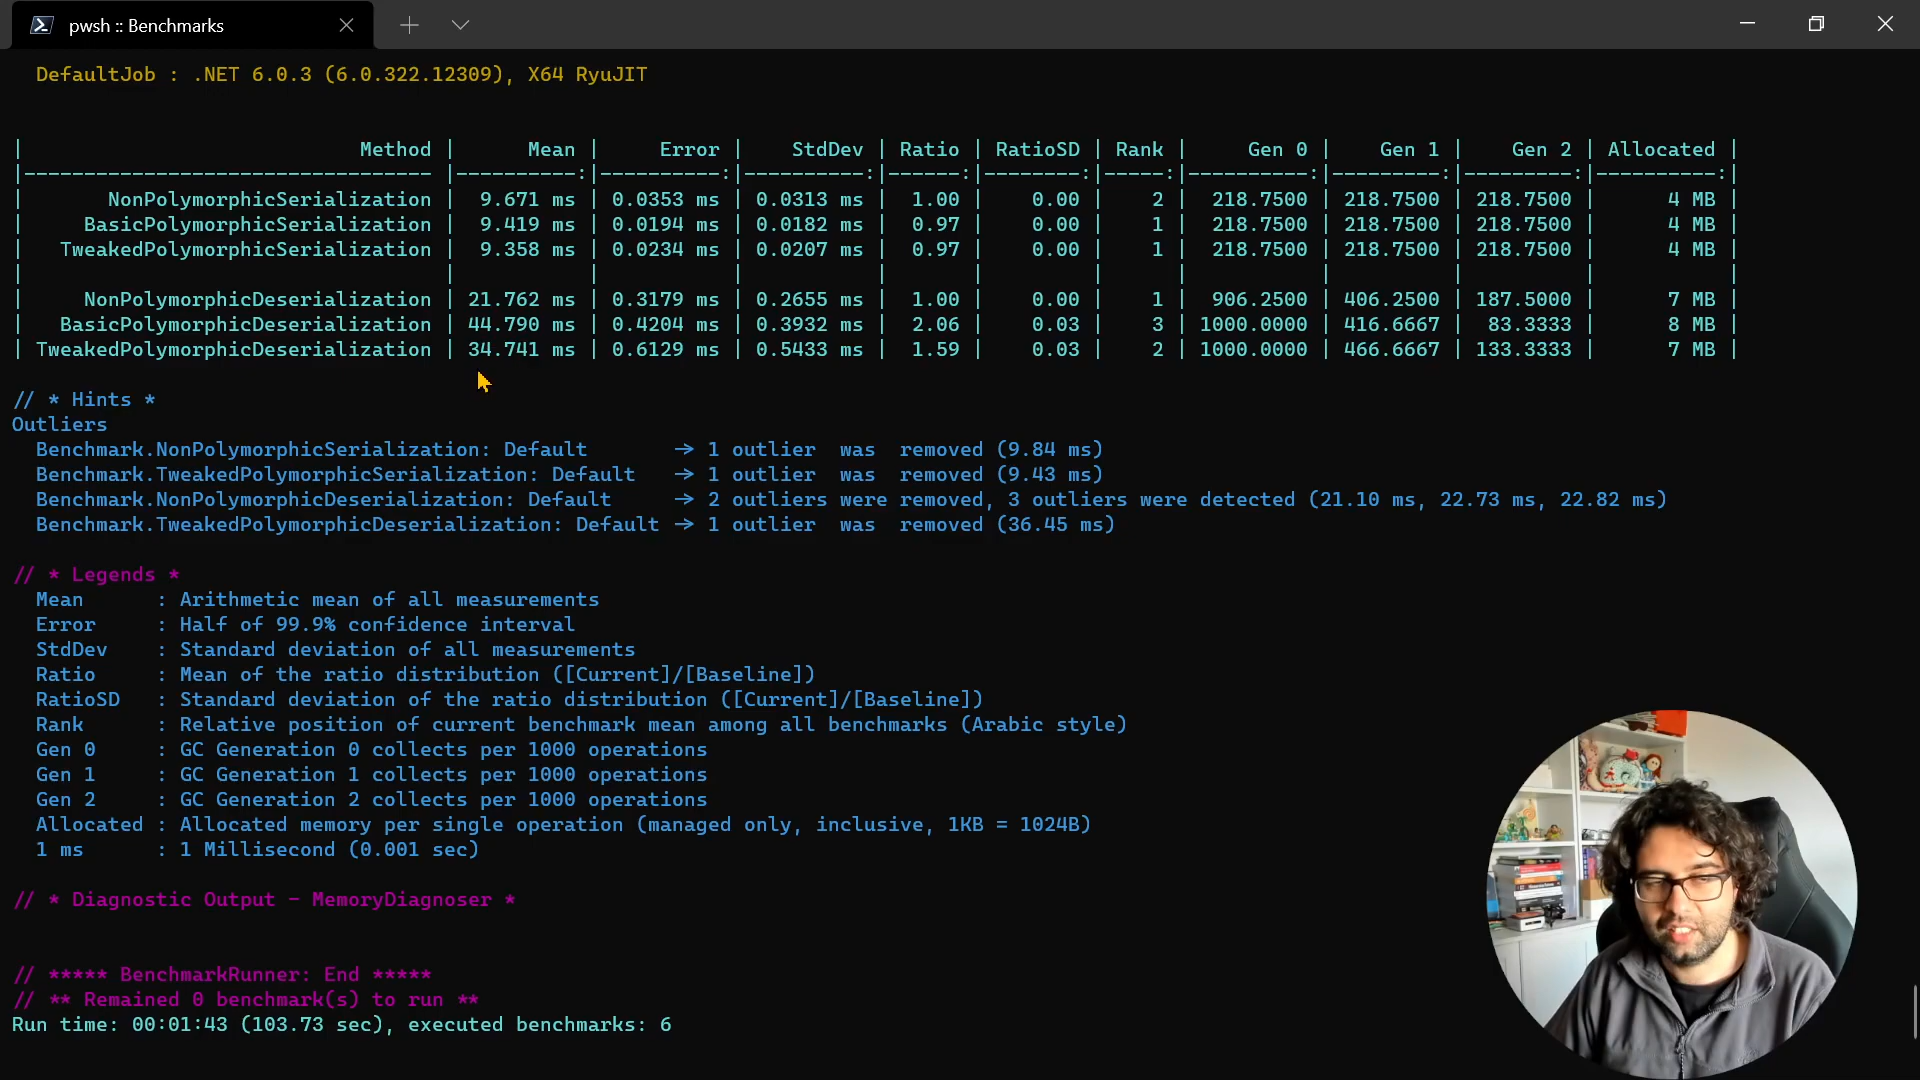 pwsh :: Benchmarks
DefaultJob : .NET 6.0.3 (6.0.322.12309), X64 RyuJIT
| Method | Mean | Error | StdDev | Ratio | RatioSD | Rank | Gen 0 | Gen 1 | Gen 2 | Allocated |
|---------------------------------- |----------:|----------:|----------:|------:|--------:|-----:|----------:|---------:|---------:|----------:|
| NonPolymorphicSerialization | 9.671 ms | 0.0353 ms | 0.0313 ms | 1.00 | 0.00 | 2 | 218.7500 | 218.7500 | 218.7500 | 4 MB |
| BasicPolymorphicSerialization | 9.419 ms | 0.0194 ms | 0.0182 ms | 0.97 | 0.00 | 1 | 218.7500 | 218.7500 | 218.7500 | 4 MB |
| TweakedPolymorphicSerialization | 9.358 ms | 0.0234 ms | 0.0207 ms | 0.97 | 0.00 | 1 | 218.7500 | 218.7500 | 218.7500 | 4 MB |
| | | | | | | | | | | |
| NonPolymorphicDeserialization | 21.762 ms | 0.3179 ms | 0.2655 ms | 1.00 | 0.00 | 1 | 906.2500 | 406.2500 | 187.5000 | 7 MB |
| BasicPolymorphicDeserialization | 44.790 ms | 0.4204 ms | 0.3932 ms | 2.06 | 0.03 | 3 | 1000.0000 | 416.6667 | 83.3333 | 8 MB |
| TweakedPolymorphicDeserialization | 34.741 ms | 0.6129 ms | 0.5433 ms | 1.59 | 0.03 | 2 | 1000.0000 | 466.6667 | 133.3333 | 7 MB |
// * Hints *
Outliers
Benchmark.NonPolymorphicSerialization: Default → 1 outlier was removed (9.84 ms)
Benchmark.TweakedPolymorphicSerialization: Default → 1 outlier was removed (9.43 ms)
Benchmark.NonPolymorphicDeserialization: Default → 2 outliers were removed, 3 outliers were detected (21.10 ms, 22.73 ms, 22.82 ms)
Benchmark.TweakedPolymorphicDeserialization: Default → 1 outlier was removed (36.45 ms)
// * Legends *
Mean : Arithmetic mean of all measurements
Error : Half of 99.9% confidence interval
StdDev : Standard deviation of all measurements
Ratio : Mean of the ratio distribution ([Current]/[Baseline])
RatioSD : Standard deviation of the ratio distribution ([Current]/[Baseline])
Rank : Relative position of current benchmark mean among all benchmarks (Arabic style)
Gen 0 : GC Generation 0 collects per 1000 operations
Gen 1 : GC Generation 1 collects per 1000 operations
Gen 2 : GC Generation 2 collects per 1000 operations
Allocated : Allocated memory per single operation (managed only, inclusive, 1KB = 1024B)
1 ms : 1 Millisecond (0.001 sec)
// * Diagnostic Output - MemoryDiagnoser *
// ***** BenchmarkRunner: End *****
// ** Remained 0 benchmark(s) to run **
Run time: 00:01:43 (103.73 sec), executed benchmarks: 6